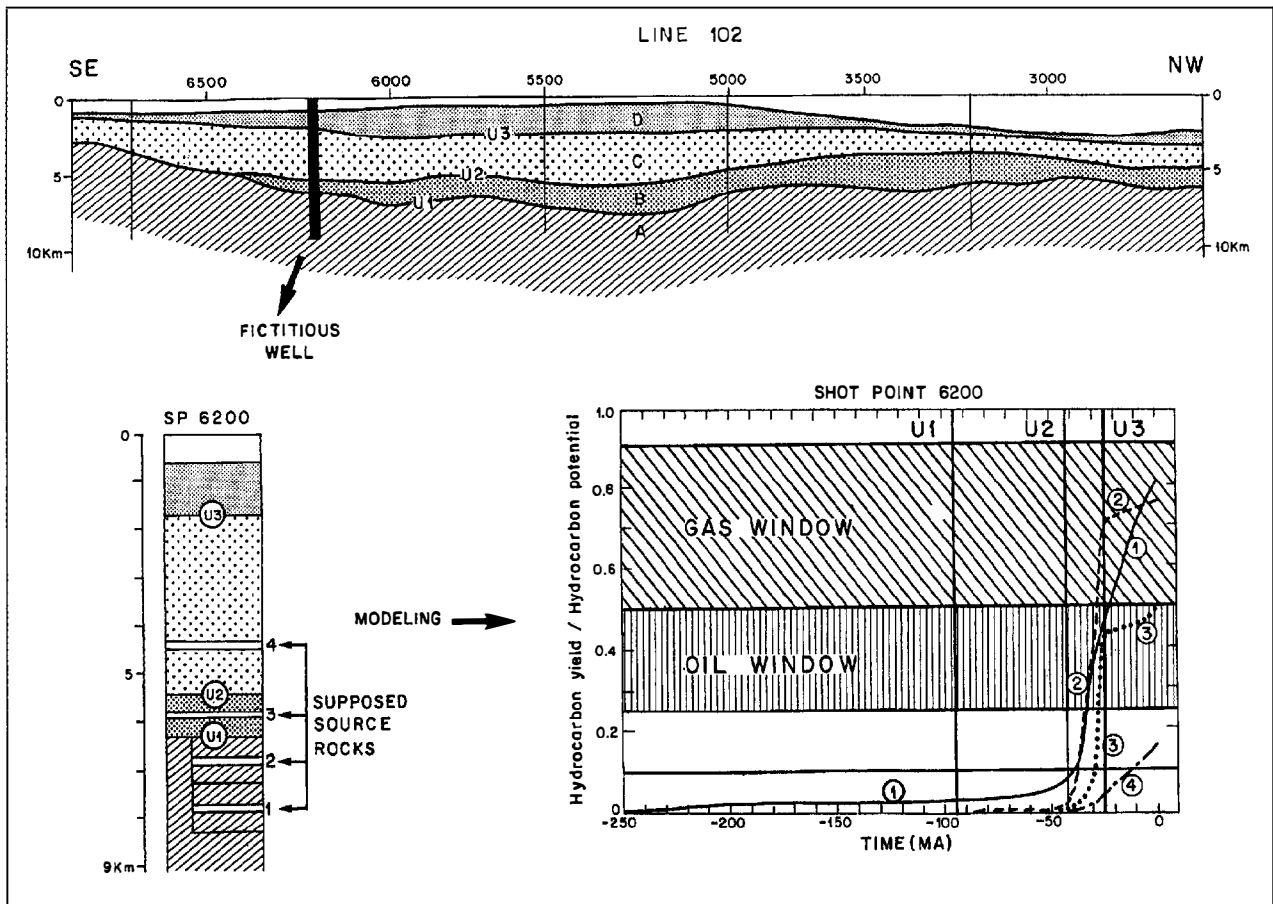 LINE 102
SE
NW
6500 6000 5500 5000 3500 3000
0
5
10Km
0
5
10Km
D
U3
C
U2
B
U1
A
FICTITIOUS
WELL
SP 6200
0
5
9Km
U3
4
U2
3
U1
2
1
SUPPOSED
SOURCE
ROCKS
MODELING
SHOT POINT 6200
Hydrocarbon yield / Hydrocarbon potential
1.0
0.8
0.6
0.4
0.2
0
U1 U2 U3
GAS WINDOW
OIL WINDOW
2
1
3
2
3
1
4
-250 -200 -150 -100 -50 0
TIME (MA)